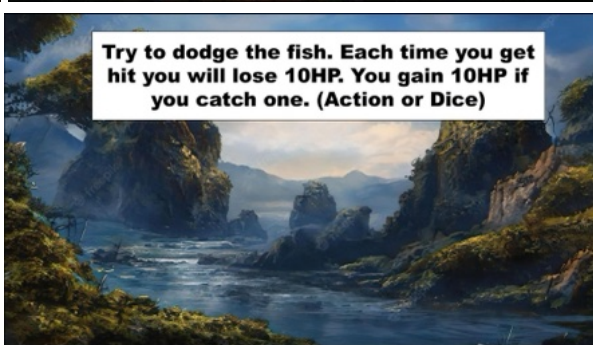 Try to dodge the fish. Each time you get
hit you will lose 10HP. You gain 10HP if
you catch one. (Action or Dice)